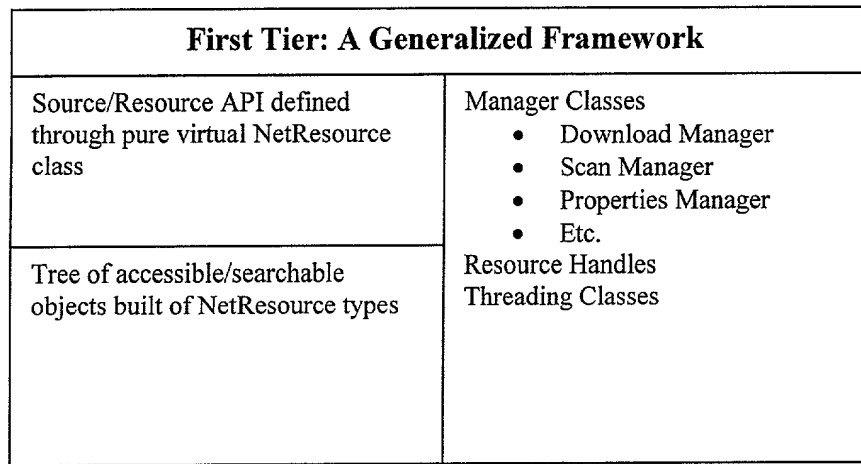 First Tier: A Generalized Framework
Source/Resource API defined
through pure virtual NetResource
class
Tree of accessible/searchable
objects built of NetResource types
Manager Classes
• Download Manager
• Scan Manager
• Properties Manager
• Etc.
Resource Handles
Threading Classes